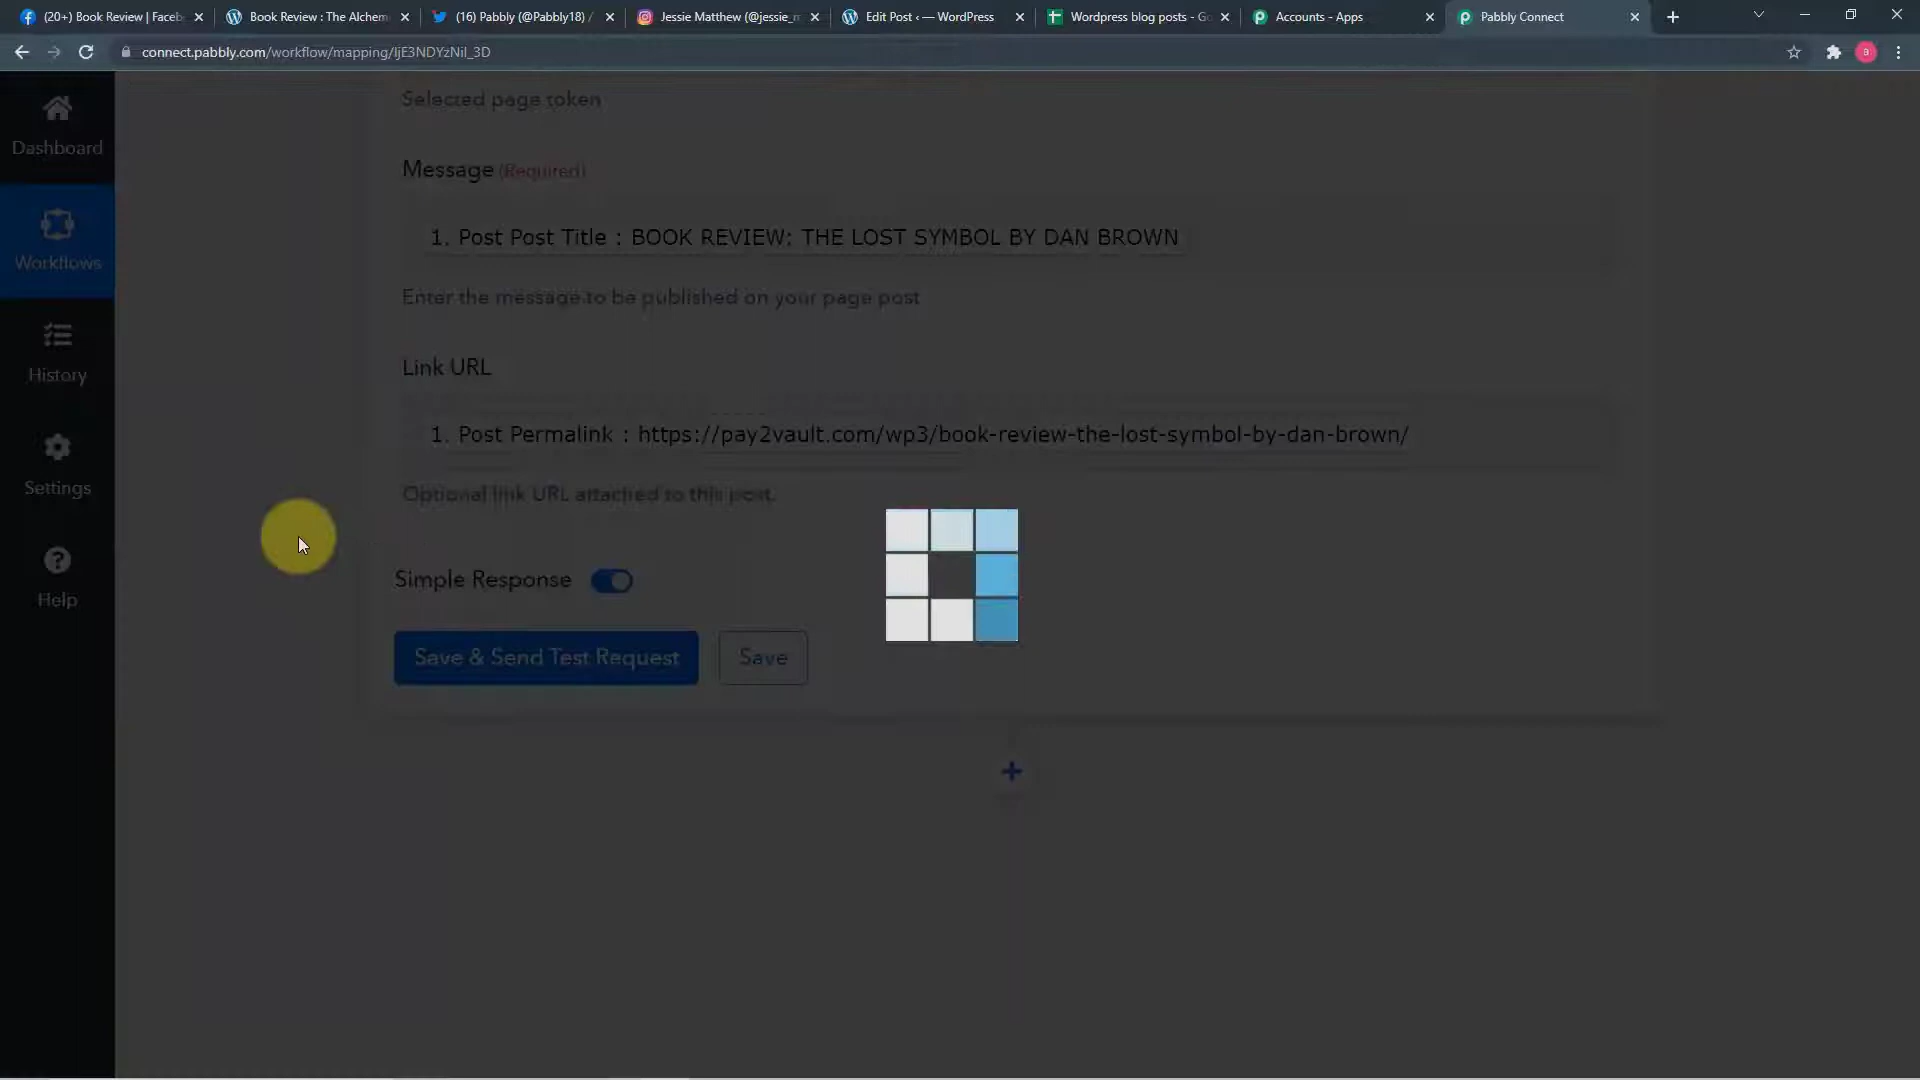 (20+) Book Review | Faceb
Book Review : The Alchem
(16) Pabbly (@Pabbly18) /
Jessie Matthew (@jessie_m
Edit Post ‹ — WordPress
Wordpress blog posts - Go
Accounts - Apps
Pabbly Connect
connect.pabbly.com/workflow/mapping/IjE3NDYzNiI_3D
a
Dashboard
Workflows
History
Settings
Help
Selected page token
Message (Required)
1. Post Post Title : BOOK REVIEW: THE LOST SYMBOL BY DAN BROWN
Enter the message to be published on your page post
Link URL
1. Post Permalink : https://pay2vault.com/wp3/book-review-the-lost-symbol-by-dan-brown/
Optional link URL attached to this post.
Simple Response
Save & Send Test Request
Save